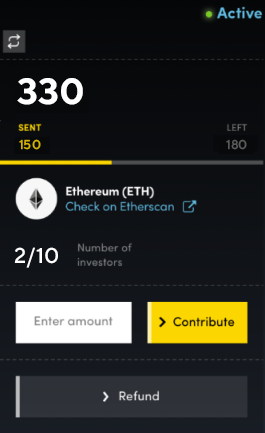 Active
330
SENT LEFT
150 180
Ethereum (ETH)
Check on Etherscan
2/10 Number of
investors
Enter amount
Contribute
Refund